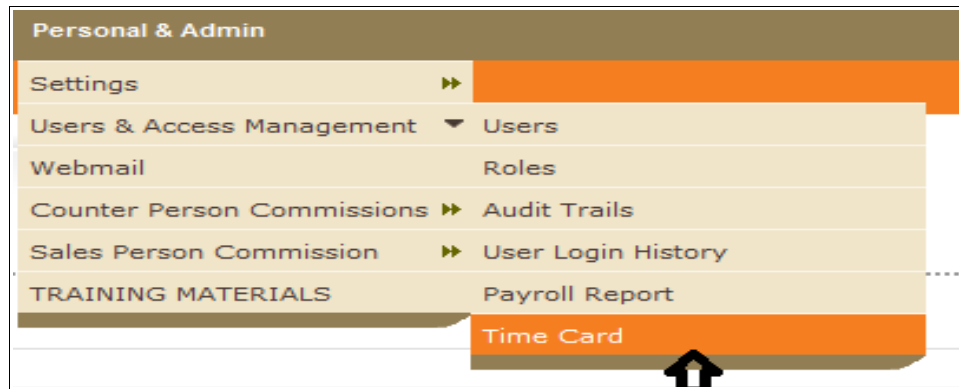 Personal & Admin
Settings
Users & Access Management
Webmail
Counter Person Commissions
Sales Person Commission
TRAINING MATERIALS
Users
Roles
Audit Trails
User Login History
Payroll Report
Time Card